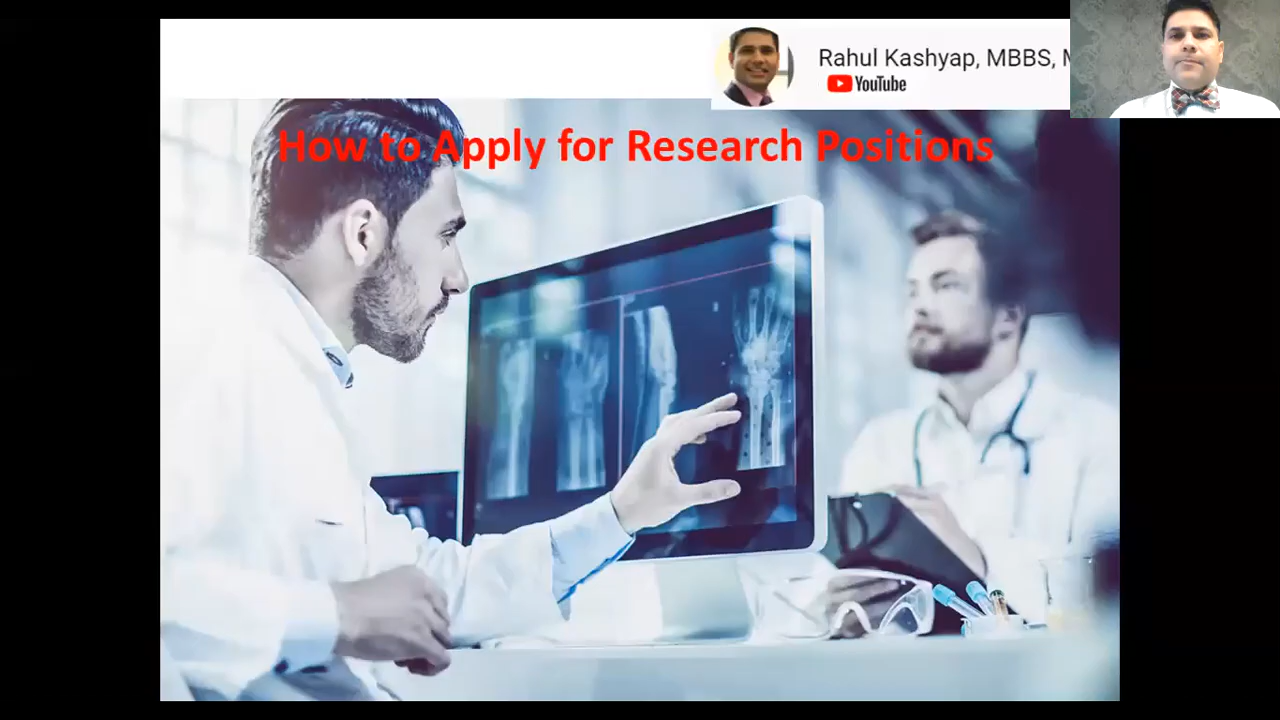 Rahul Kashyap, MBBS,
YouTube
How to Apply for Research Positions